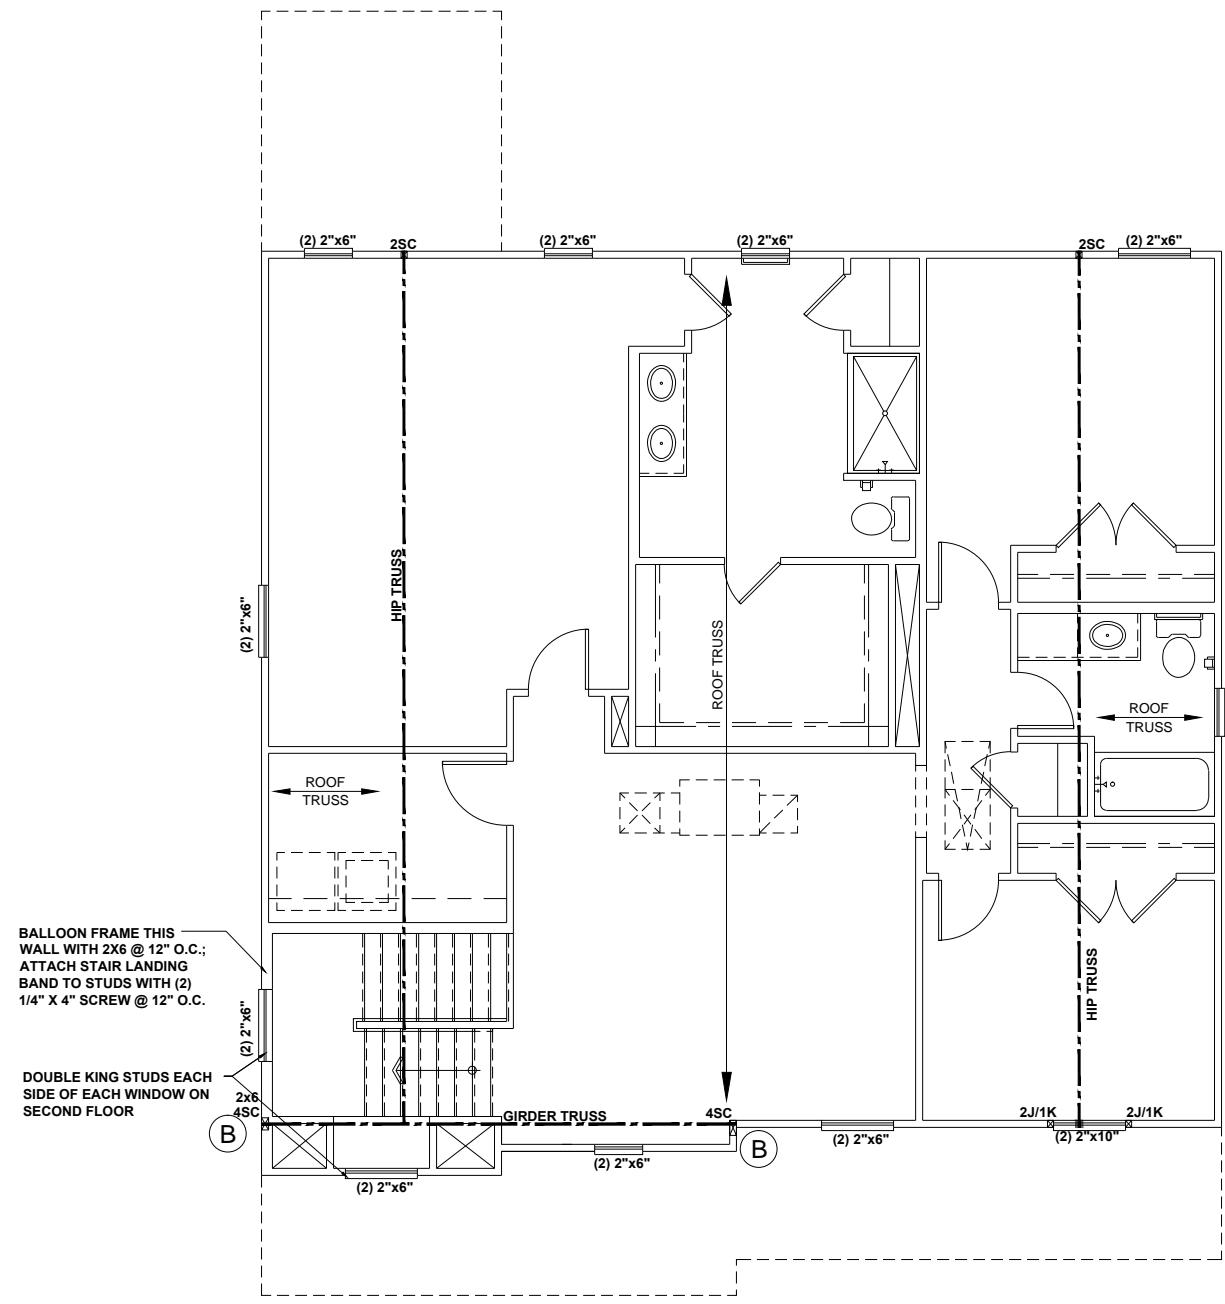 (2) 2"x6"
2SC
(2) 2"x6"
(2) 2"x6"
2SC
(2) 2"x6"
HIP TRUSS
(2) 2"x6"
ROOF TRUSS
ROOF
TRUSS
ROOF
TRUSS
BALLOON FRAME THIS
WALL WITH 2X6 @ 12" O.C.;
ATTACH STAIR LANDING
BAND TO STUDS WITH (2)
1/4" X 4" SCREW @ 12" O.C.
HIP TRUSS
(2) 2"x6"
DOUBLE KING STUDS EACH
SIDE OF EACH WINDOW ON
SECOND FLOOR
2x6
4SC
B
GIRDER TRUSS
4SC
B
2J/1K
2J/1K
(2) 2"x6"
(2) 2"x10"
(2) 2"x6"
(2) 2"x6"